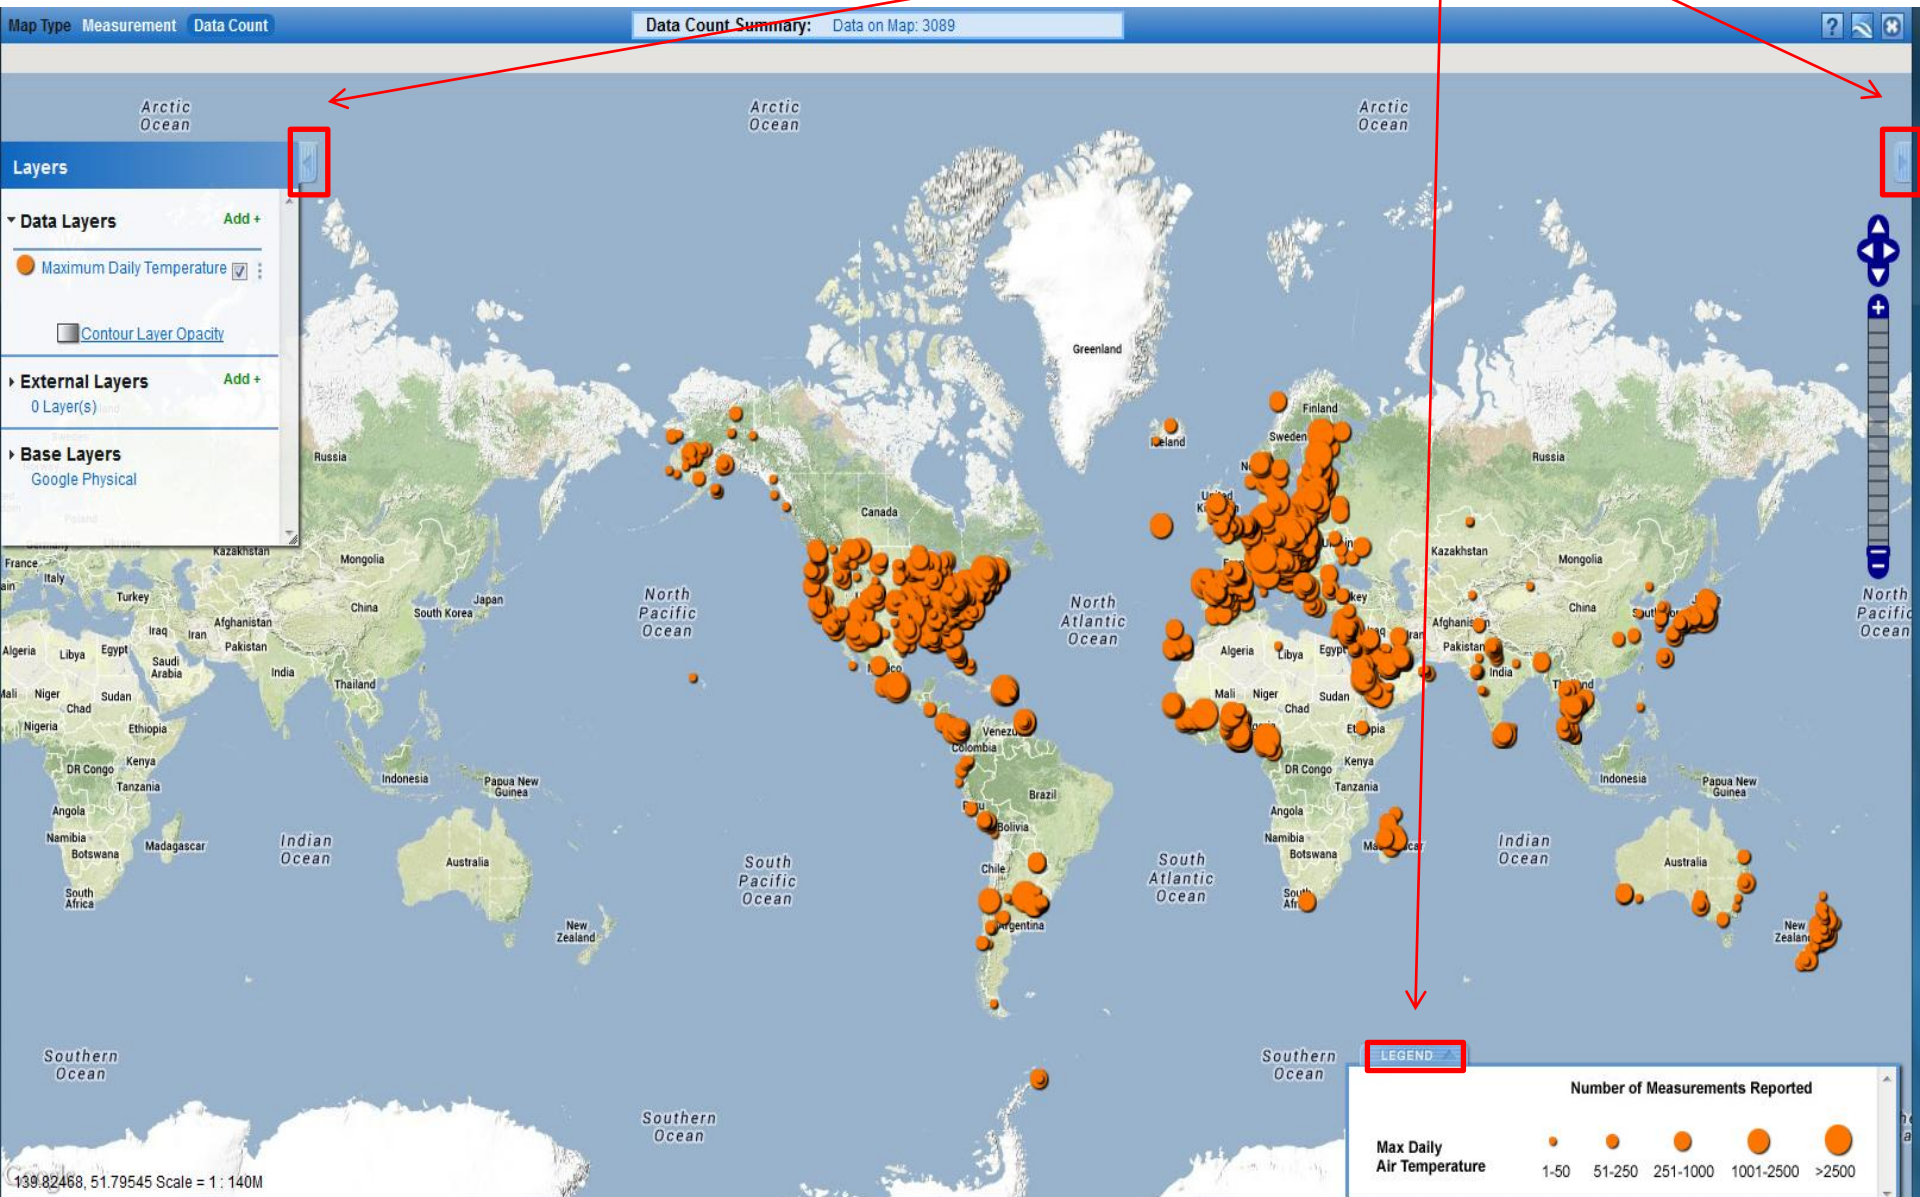 Map Type Measurement Data Count
Data Count Summary: Data on Map: 3089
?
Arctic
Ocean
Arctic
Ocean
Arctic
Ocean
Layers
Data Layers Add +
Maximum Daily Temperature
Contour Layer Opacity
External Layers Add +
0 Layer(s)
Base Layers
Google Physical
Greenland
Finland
Sweden
Iceland
Russia
Russia
Canada
Kazakhstan
Mongolia
Kazakhstan
Mongolia
France
Italy
Turkey
China
South Korea
Japan
North
Pacific
Ocean
North
Atlantic
Ocean
China
North
Pacific
Ocean
Iraq
Iran
Afghanistan
Pakistan
Algeria
Libya
Egypt
Saudi
Arabia
India
Thailand
Algeria
Libya
Egypt
Iran
Pakistan
India
Mali
Niger
Chad
Sudan
Nigeria
Ethiopia
Mali
Niger
Chad
Sudan
Colombia
DR Congo
Kenya
Tanzania
Indonesia
Papua New
Guinea
Brazil
DR Congo
Kenya
Tanzania
Indonesia
Papua New
Guinea
Angola
Namibia
Botswana
Madagascar
Indian
Ocean
Australia
Bolivia
Chile
Angola
Namibia
Botswana
Indian
Ocean
Australia
South
Africa
South
Pacific
Ocean
South
Atlantic
Ocean
New
Zealand
Argentina
New
Zealand
Southern
Ocean
Southern
Ocean
Southern
Ocean
LEGEND
Number of Measurements Reported
Max Daily
Air Temperature
1-50 51-250 251-1000 1001-2500 >2500
139.82468, 51.79545 Scale = 1 : 140M